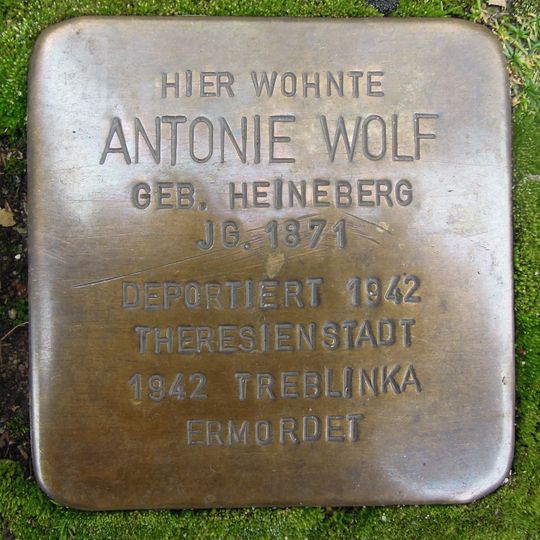 HIER WOHNTE
ANTONIE WOLF
GEB. HEINEBERG
JG. 1871
DEPORTIERT 1942
THERESIENSTADT
1942 TREBLINKA
ERMORDET